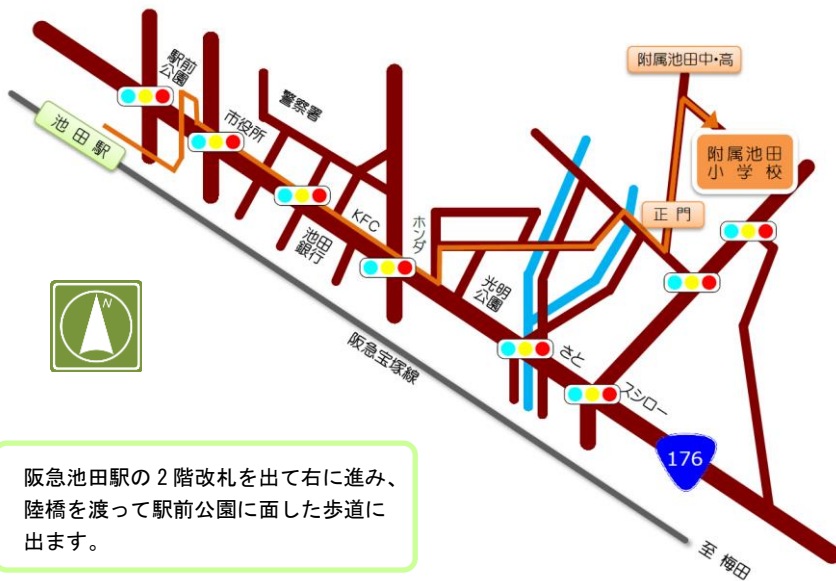 附属池田中・高
駅前
公園
市役所
警察署
池田駅
附属池田
小学校
正門
KFC
ホンダ
池田
銀行
光明
公園
N
阪急宝塚線
さと
スシロー
176
至 梅田
阪急池田駅の2階改札を出て右に進み、
陸橋を渡って駅前公園に面した歩道に
出ます。